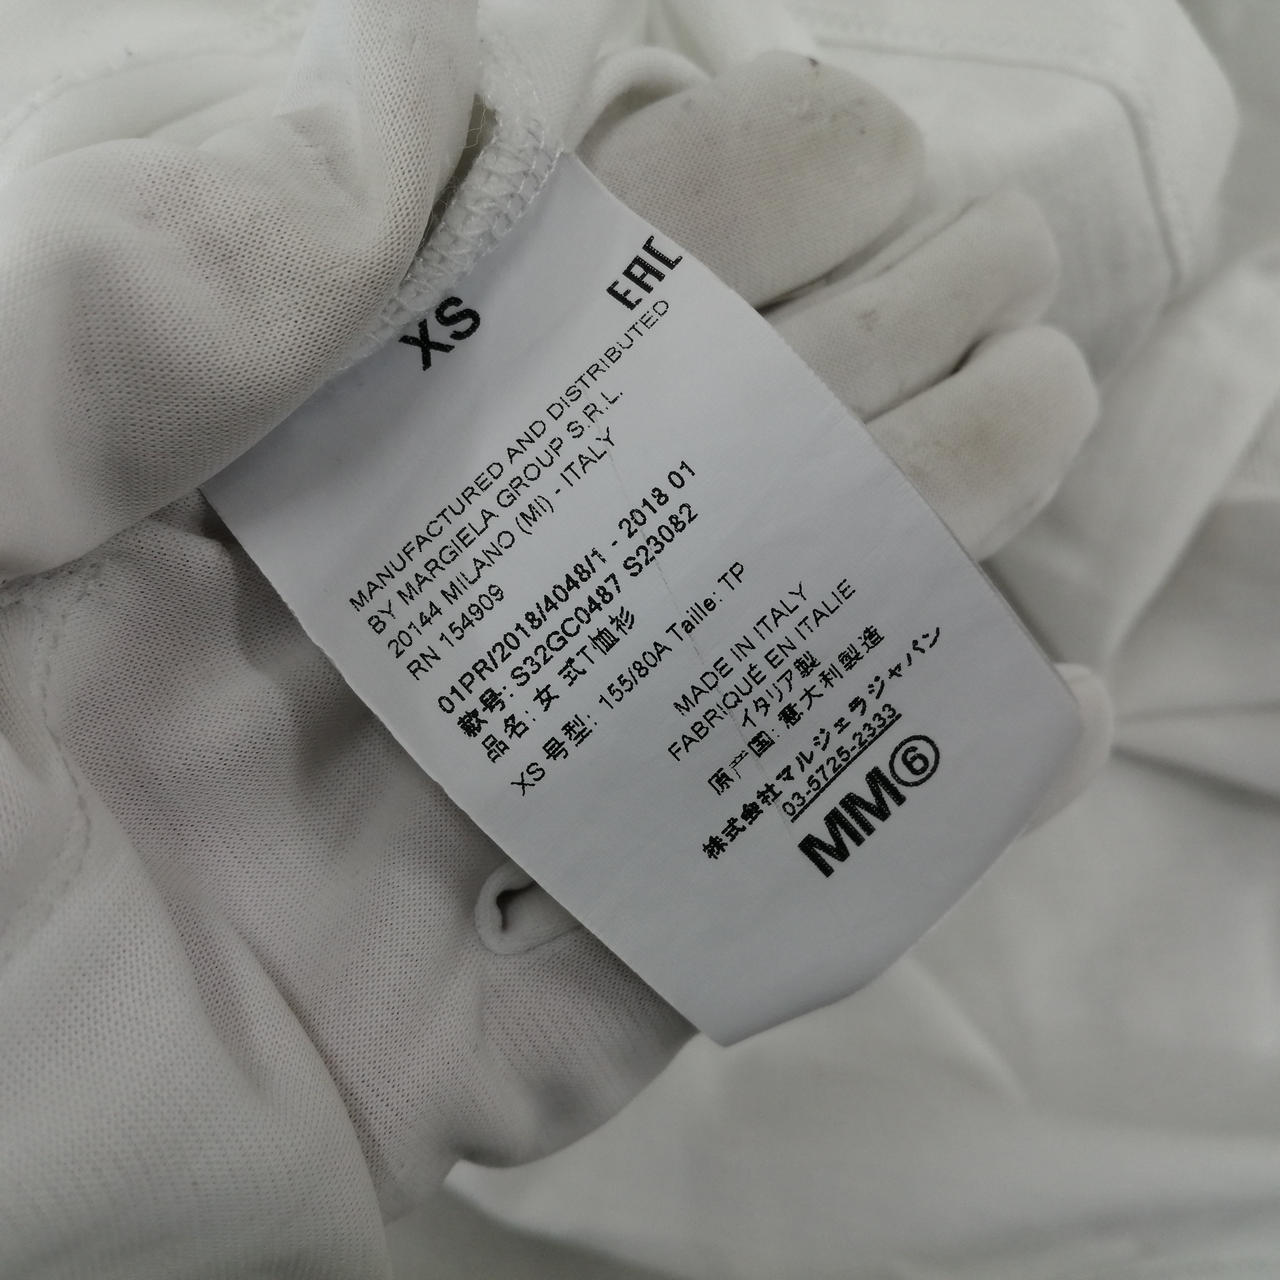 XS
EAC
MANUFACTURED AND DISTRIBUTED
BY MARGIELA GROUP S.R.L.
20144 MILANO (MI) - ITALY
RN 154909
01PR/2018/4048/1 - 2018 01
款号: S32GC0487 S23082
品名: 女 式T恤衫
XS 号型: 155/80A Taille: TP
MADE IN ITALY
FABRIQUÉ EN ITALIE
イタリア製
原产国: 意大利製造
株式会社マルジェラジャパン
03-5725-2333
MM⑥